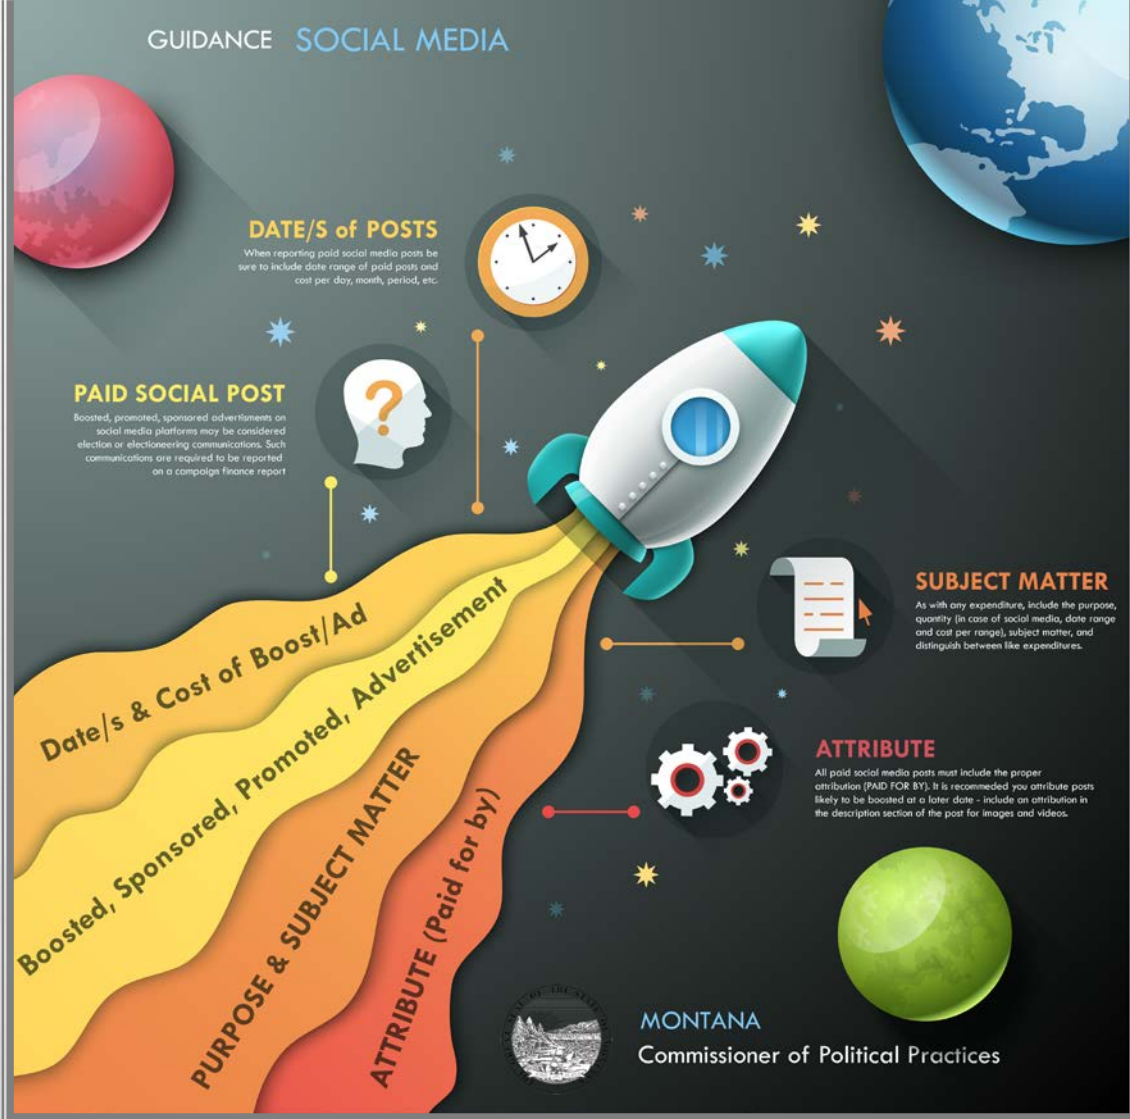 GUIDANCE SOCIAL MEDIA
DATE/S of POSTS
When reporting paid social media posts be
sure to include date range of paid posts and
cost per day, month, period, etc.
PAID SOCIAL POST
Boosted, promoted, sponsored advertisments on
social media platforms may be considered
election or electioneering communications. Such
communications are required to be reported
on a campaign finance report
SUBJECT MATTER
As with any expenditure, include the purpose,
quantity (in case of social media, date range
and cost per range), subject matter, and
distinguish between like expenditures.
ATTRIBUTE
All paid social media posts must include the proper
attribution (PAID FOR BY). It is recommeded you attribute posts
likely to be boosted at a later date - include an attribution in
the description section of the post for images and videos.
Date/s & Cost of Boost/Ad
Boosted, Sponsored, Promoted, Advertisement
PURPOSE & SUBJECT MATTER
ATTRIBUTE (Paid for by)
MONTANA
Commissioner of Political Practices